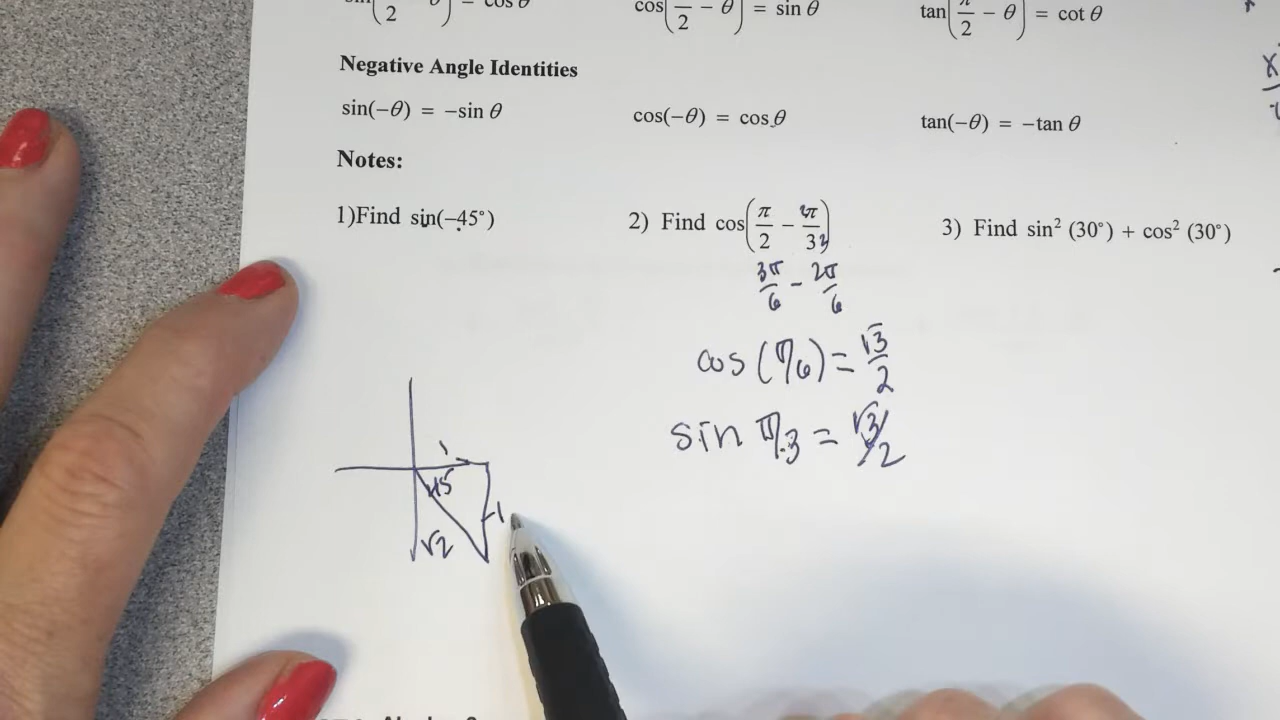 cos(π/2 − θ) = sin θ
tan(π/2 − θ) = cot θ
Negative Angle Identities
sin(−θ) = −sin θ
cos(−θ) = cos θ
tan(−θ) = −tan θ
Notes:
1)Find sin(−45°)
2) Find cos(π/2 − π/3)
3) Find sin² (30°) + cos² (30°)
3π/6 - 2π/6
cos (π/6) = √3/2
sin π/3 = √3/2
1
45
-1
√2